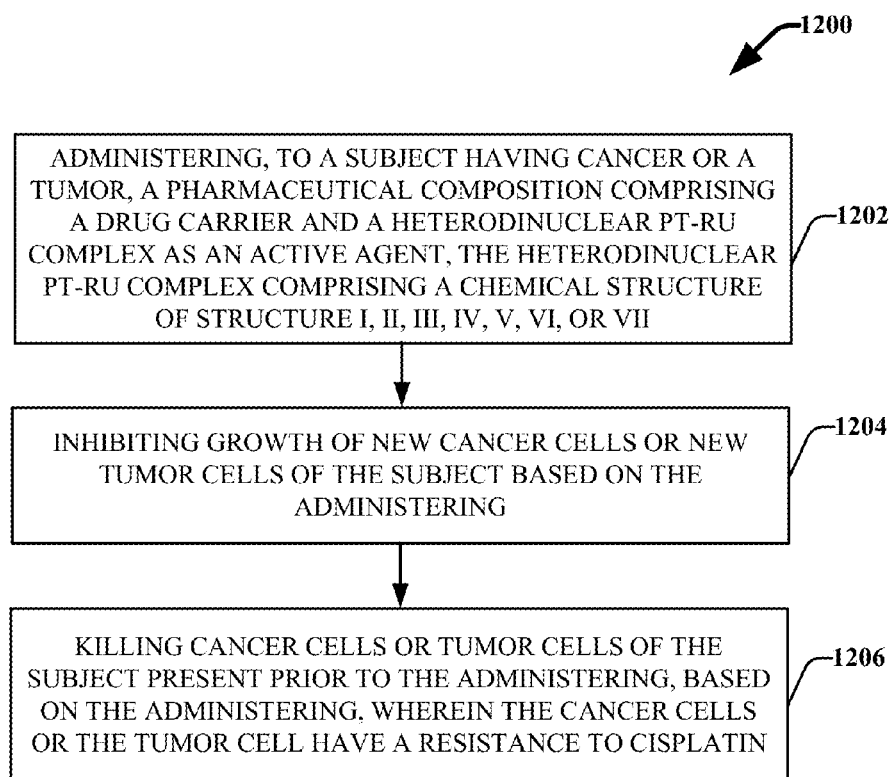 1200
ADMINISTERING, TO A SUBJECT HAVING CANCER OR A
TUMOR, A PHARMACEUTICAL COMPOSITION COMPRISING
A DRUG CARRIER AND A HETERODINUCLEAR PT-RU
COMPLEX AS AN ACTIVE AGENT, THE HETERODINUCLEAR
PT-RU COMPLEX COMPRISING A CHEMICAL STRUCTURE
OF STRUCTURE I, II, III, IV, V, VI, OR VII
1202
INHIBITING GROWTH OF NEW CANCER CELLS OR NEW
TUMOR CELLS OF THE SUBJECT BASED ON THE
ADMINISTERING
1204
KILLING CANCER CELLS OR TUMOR CELLS OF THE
SUBJECT PRESENT PRIOR TO THE ADMINISTERING, BASED
ON THE ADMINISTERING, WHEREIN THE CANCER CELLS
OR THE TUMOR CELL HAVE A RESISTANCE TO CISPLATIN
1206